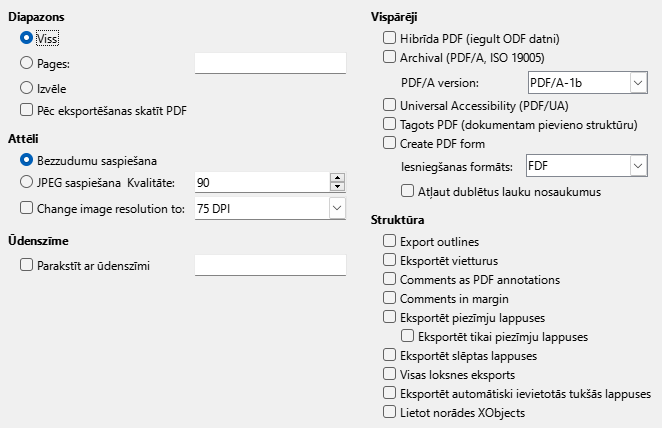 Diapazons
Viss
Pages:
Izvēle
Pēc eksportēšanas skatīt PDF
Attēli
Bezzudumu saspiešana
JPEG saspiešana Kvalitāte: 90
Change image resolution to: 75 DPI
Ūdenszīme
Parakstīt ar ūdenszīmi
Vispārēji
Hibrīda PDF (iegult ODF datni)
Archival (PDF/A, ISO 19005)
PDF/A version: PDF/A-1b
Universal Accessibility (PDF/UA)
Tagots PDF (dokumentam pievieno struktūru)
Create PDF form
Iesniegšanas formāts: FDF
Atļaut dublētus lauku nosaukumus
Struktūra
Export outlines
Eksportēt vietturus
Comments as PDF annotations
Comments in margin
Eksportēt piezīmju lappuses
Eksportēt tikai piezīmju lappuses
Eksportēt slēptas lappuses
Visas loksnes eksports
Eksportēt automātiski ievietotās tukšās lappuses
Lietot norādes XObjects